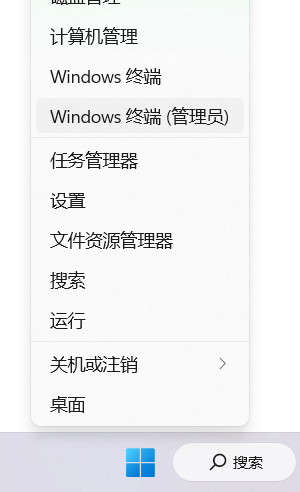 磁盘管理
计算机管理
Windows 终端
Windows 终端 (管理员)
任务管理器
设置
文件资源管理器
搜索
运行
关机或注销
桌面
搜索